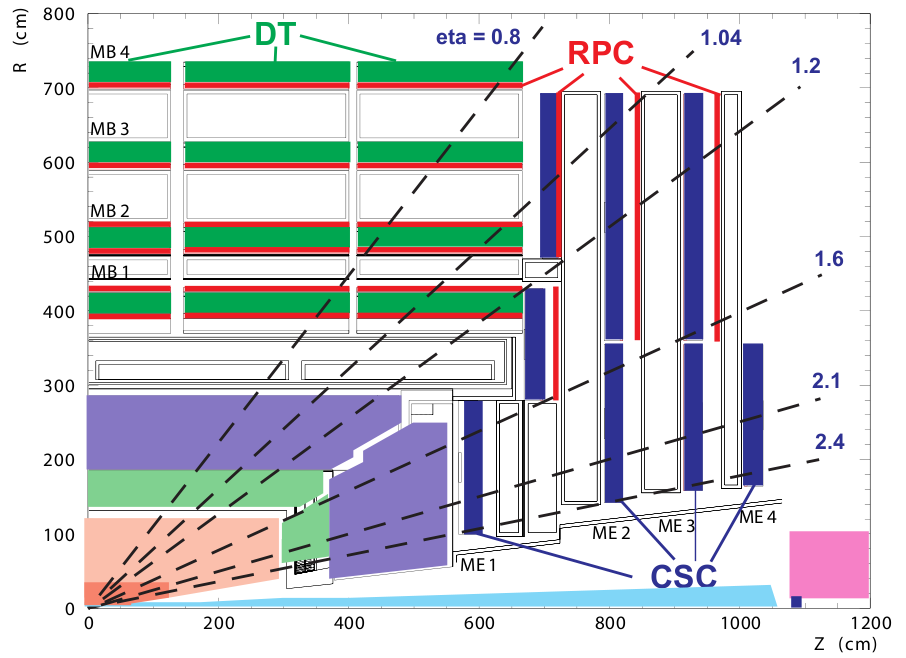 R (cm)
800
700
600
500
400
300
200
100
0
MB 4
DT
eta = 0.8
RPC
1.04
1.2
MB 3
MB 2
MB 1
1.6
2.1
2.4
ME 1
ME 2
ME 3
ME 4
CSC
0
200
400
600
800
1000
1200
Z (cm)